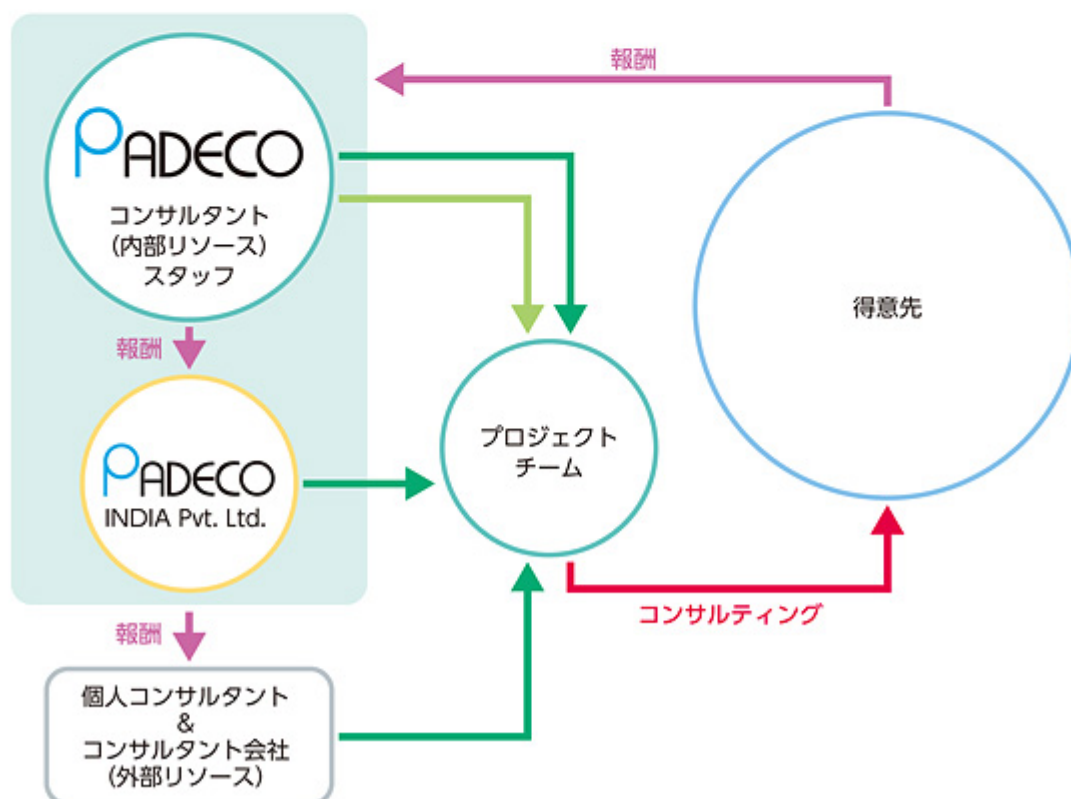 報酬
PADECO
コンサルタント
（内部リソース）
スタッフ
得意先
報酬
プロジェクト
チーム
PADECO
INDIA Pvt. Ltd.
コンサルティング
報酬
個人コンサルタント
&
コンサルタント会社
（外部リソース）